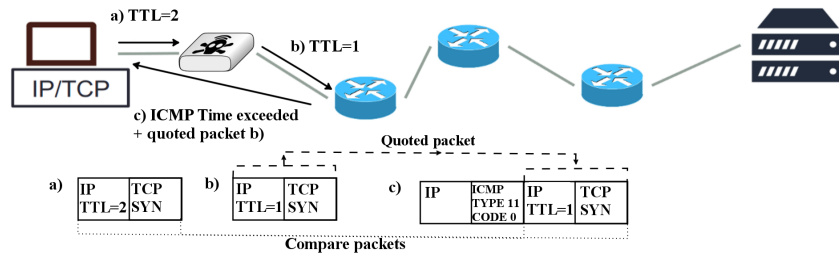 a) TTL=2
b) TTL=1
IP/TCP
c) ICMP Time exceeded
+ quoted packet b)
Quoted packet
a)
IP
TTL=2
TCP
SYN
b)
IP
TTL=1
TCP
SYN
c)
IP
ICMP
TYPE 11
CODE 0
IP
TTL=1
TCP
SYN
Compare packets